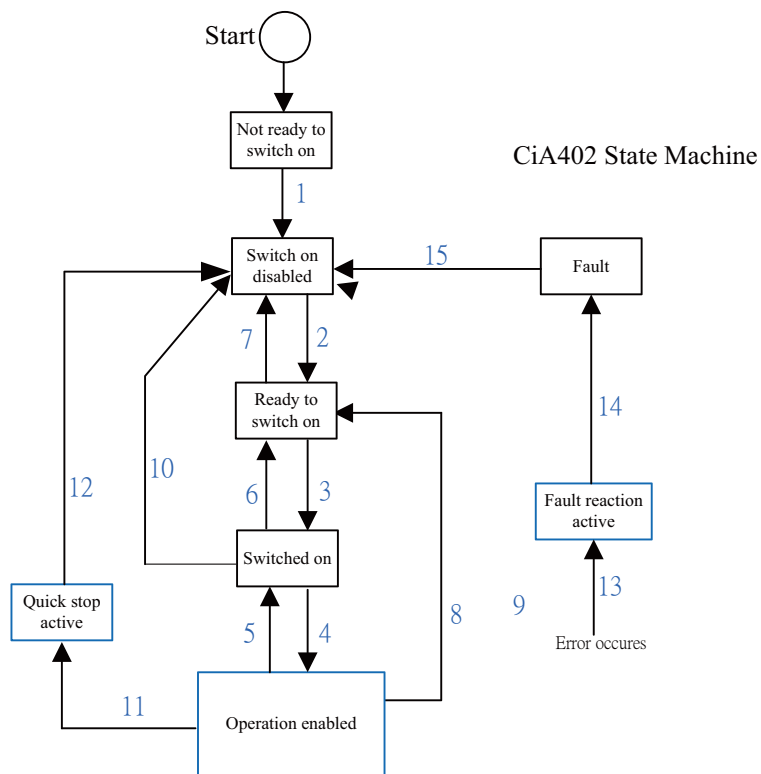 Start
Not ready to
switch on
CiA402 State Machine
1
Switch on
disabled
15
Fault
7
2
Ready to
switch on
14
12
10
6
3
Fault reaction
active
Switched on
13
Quick stop
active
5
4
8
9
Error occures
11
Operation enabled